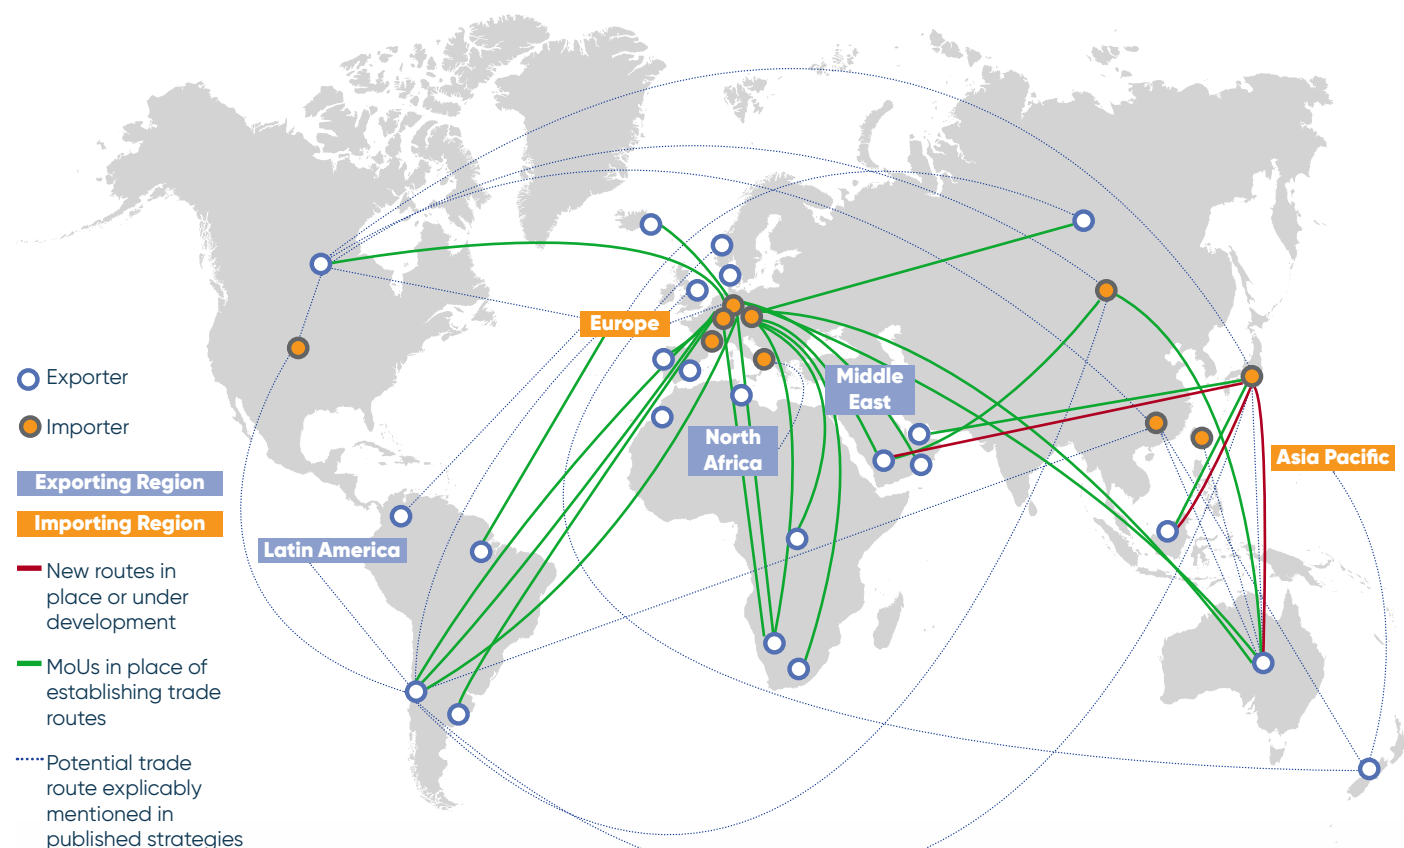 Europe
Middle
East
North
Africa
Asia Pacific
Latin America
Exporter
Importer
Exporting Region
Importing Region
New routes in
place or under
development
MoUs in place of
establishing trade
routes
Potential trade
route explicably
mentioned in
published strategies